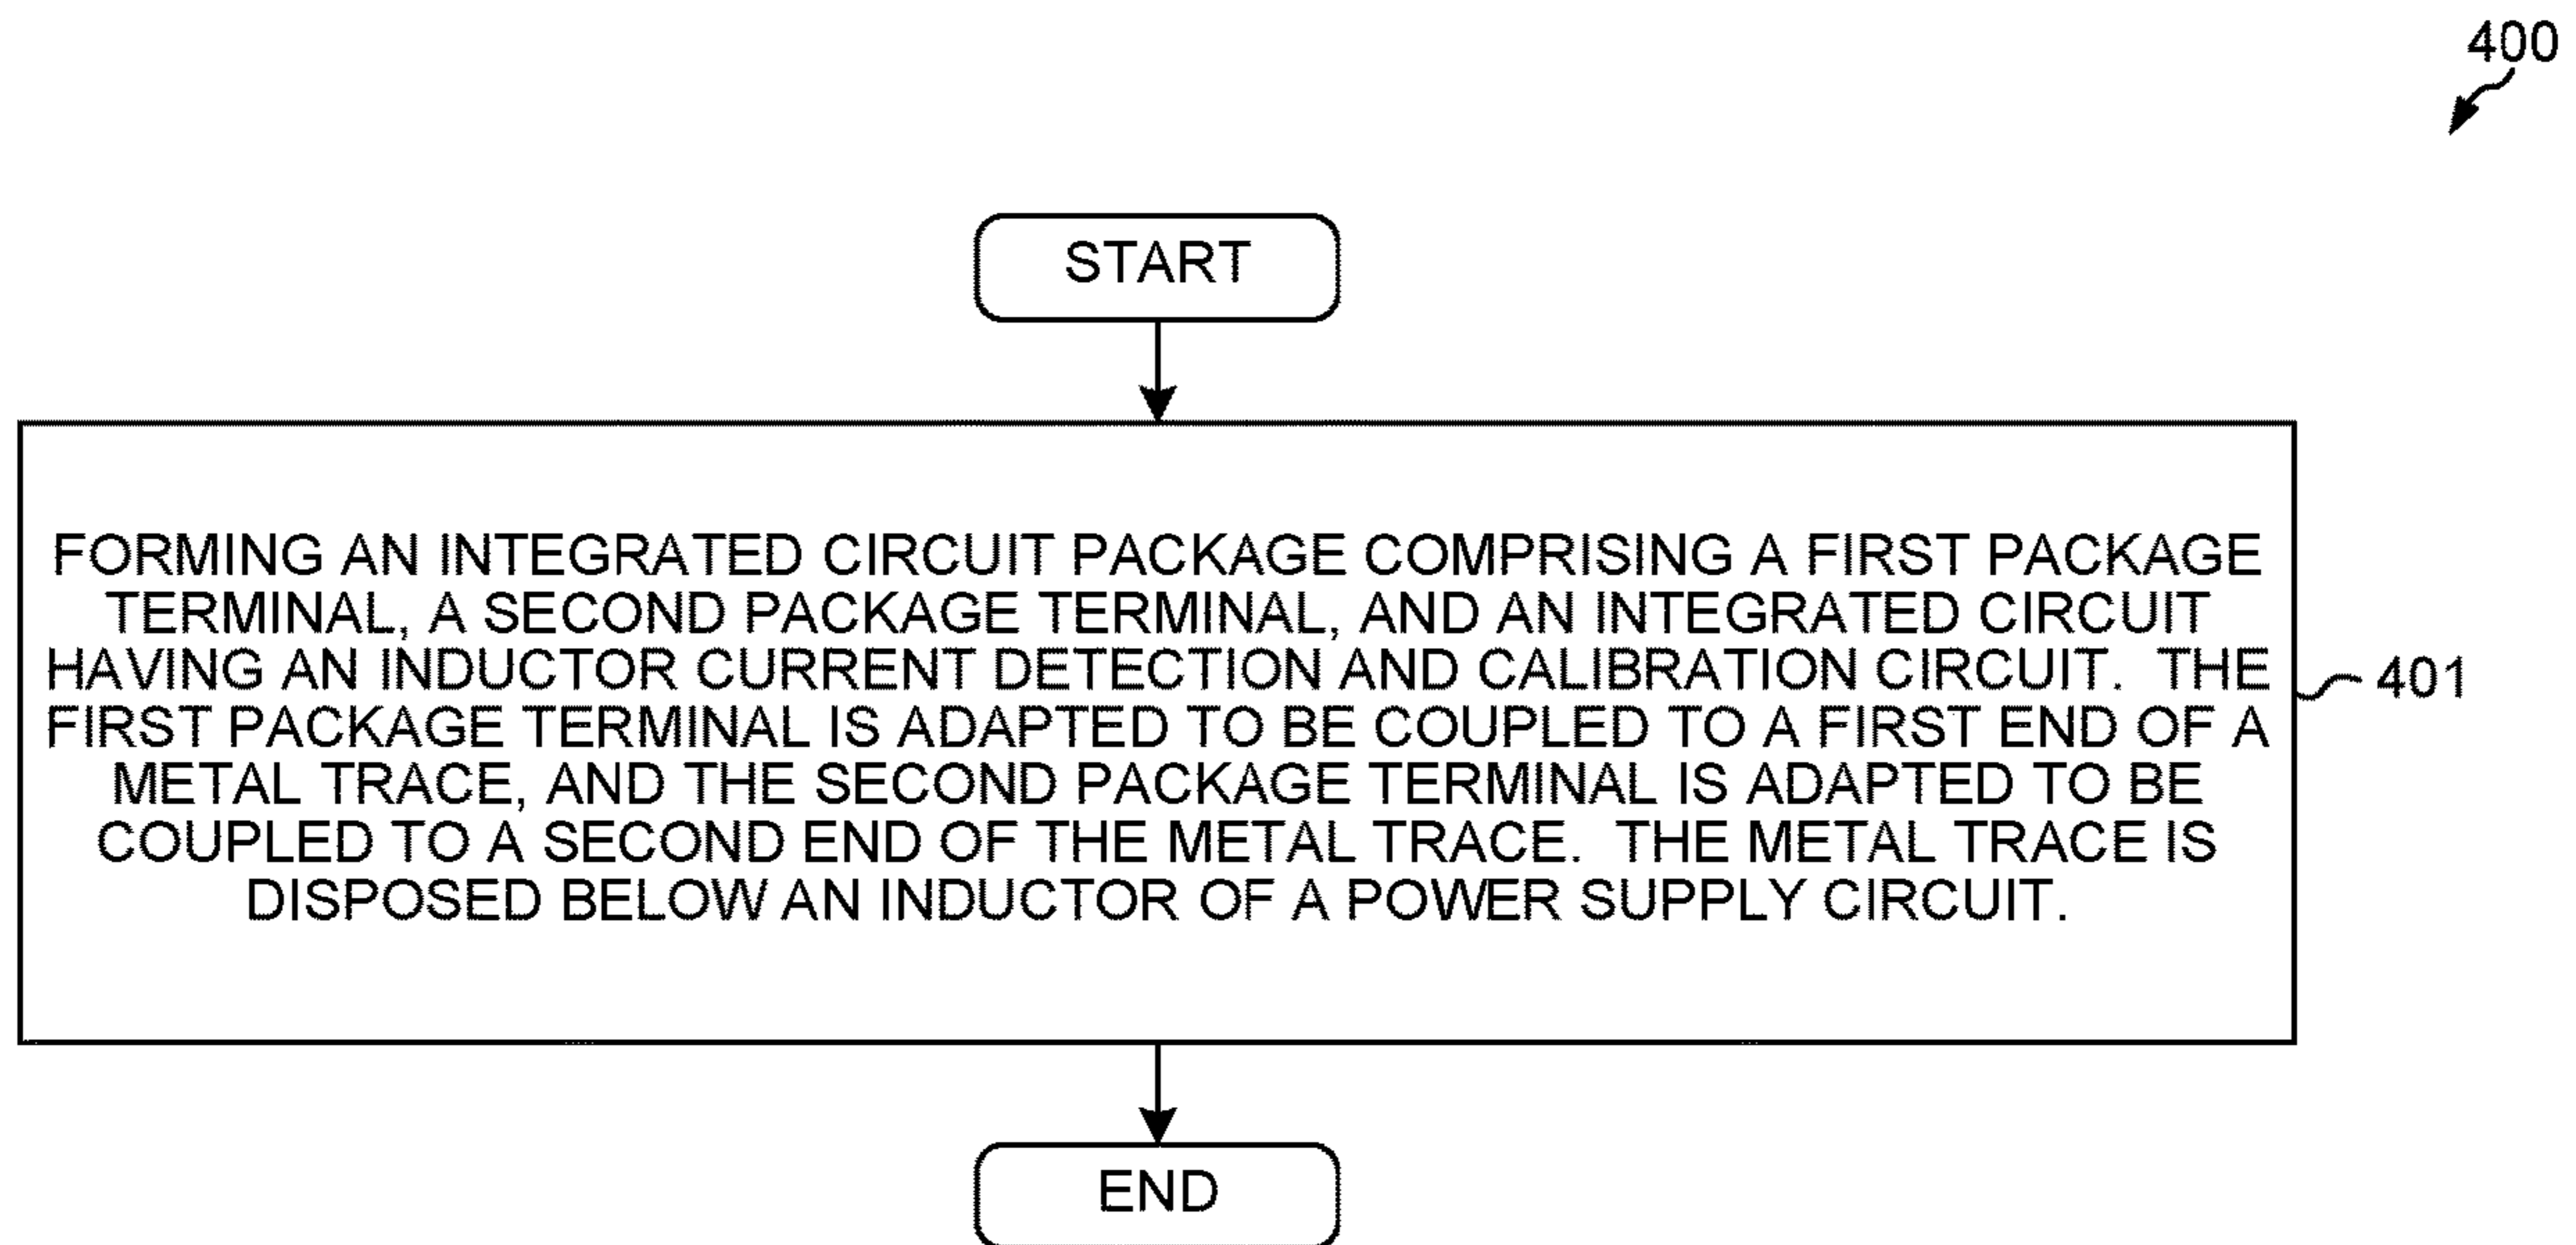 400
START
FORMING AN INTEGRATED CIRCUIT PACKAGE COMPRISING A FIRST PACKAGE
TERMINAL, A SECOND PACKAGE TERMINAL, AND AN INTEGRATED CIRCUIT
HAVING AN INDUCTOR CURRENT DETECTION AND CALIBRATION CIRCUIT.  THE
FIRST PACKAGE TERMINAL IS ADAPTED TO BE COUPLED TO A FIRST END OF A
METAL TRACE, AND THE SECOND PACKAGE TERMINAL IS ADAPTED TO BE
COUPLED TO A SECOND END OF THE METAL TRACE.  THE METAL TRACE IS
DISPOSED BELOW AN INDUCTOR OF A POWER SUPPLY CIRCUIT.
401
END